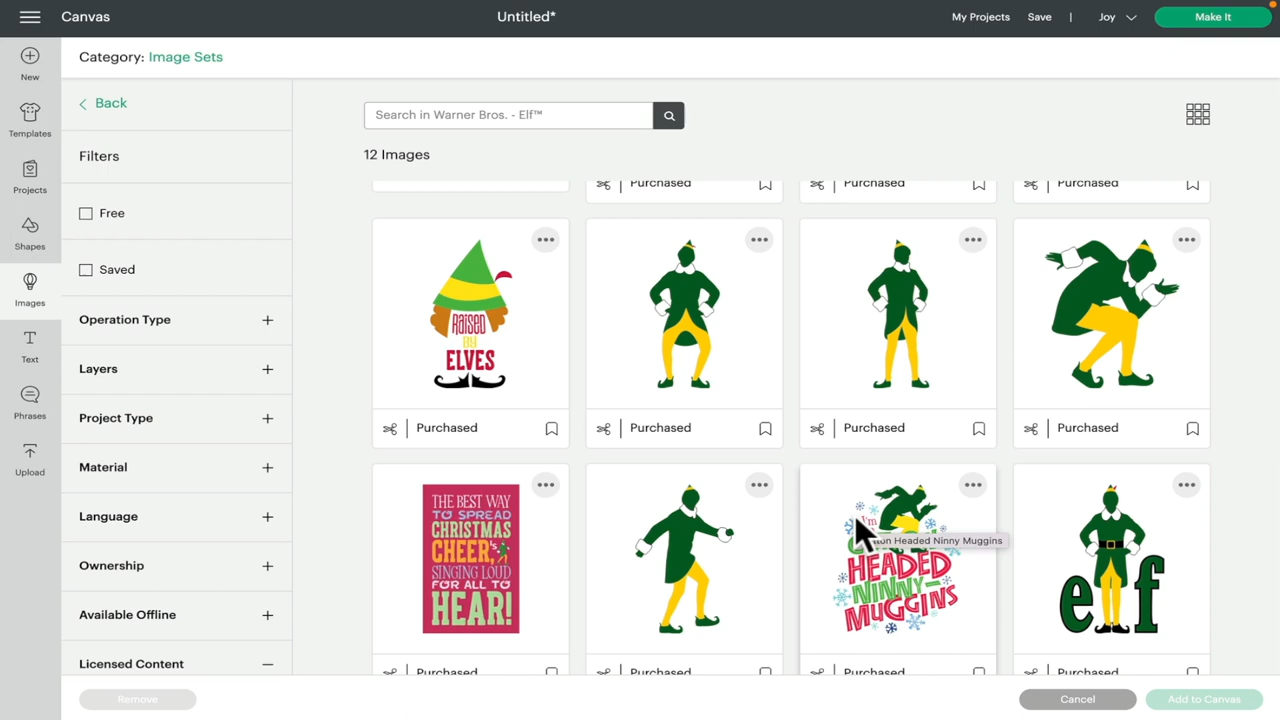 Canvas
Untitled*
My Projects
Save
|
Joy
Make It
New
Templates
Projects
Shapes
Images
Text
Phrases
Upload
Category: Image Sets
Back
Filters
Free
Saved
Operation Type
Layers
Project Type
Material
Language
Ownership
Available Offline
Licensed Content
Remove
Search in Warner Bros. - Elf™
12 Images
Purchased
Purchased
Purchased
RAISED
BY
ELVES
Purchased
Purchased
Purchased
Purchased
THE BEST WAY
TO SPREAD
CHRISTMAS
CHEER, IS
SINGING LOUD
FOR ALL TO
HEAR!
I'm
HEADED
NINNY-
MUGGINS
ton Headed Ninny Muggins
elf
Purchased
Purchased
Purchased
Purchased
Cancel
Add to Canvas